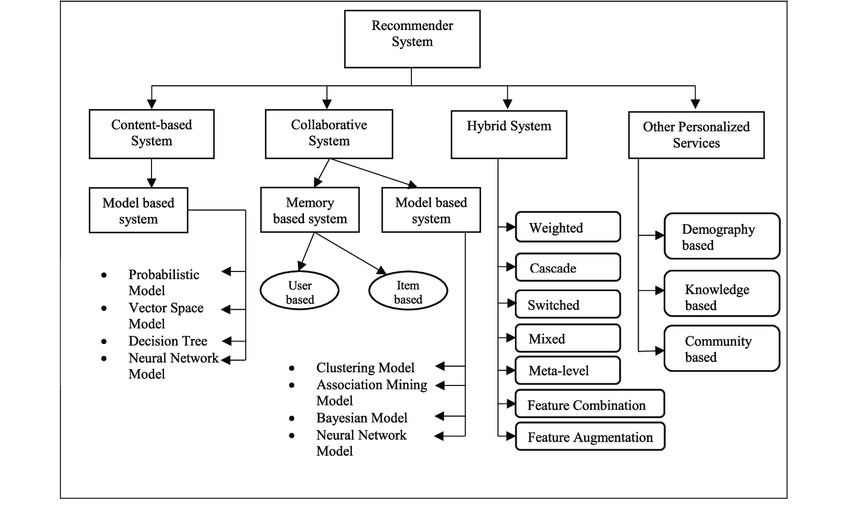 Recommender
System
Content-based
System
Collaborative
System
Hybrid System
Other Personalized
Services
Model based
system
Memory
based system
Model based
system
Weighted
Cascade
Switched
Mixed
Meta-level
Feature Combination
Feature Augmentation
Demography
based
Knowledge
based
Community
based
• Probabilistic
Model
• Vector Space
Model
• Decision Tree
• Neural Network
Model
User
based
Item
based
• Clustering Model
• Association Mining
Model
• Bayesian Model
• Neural Network
Model